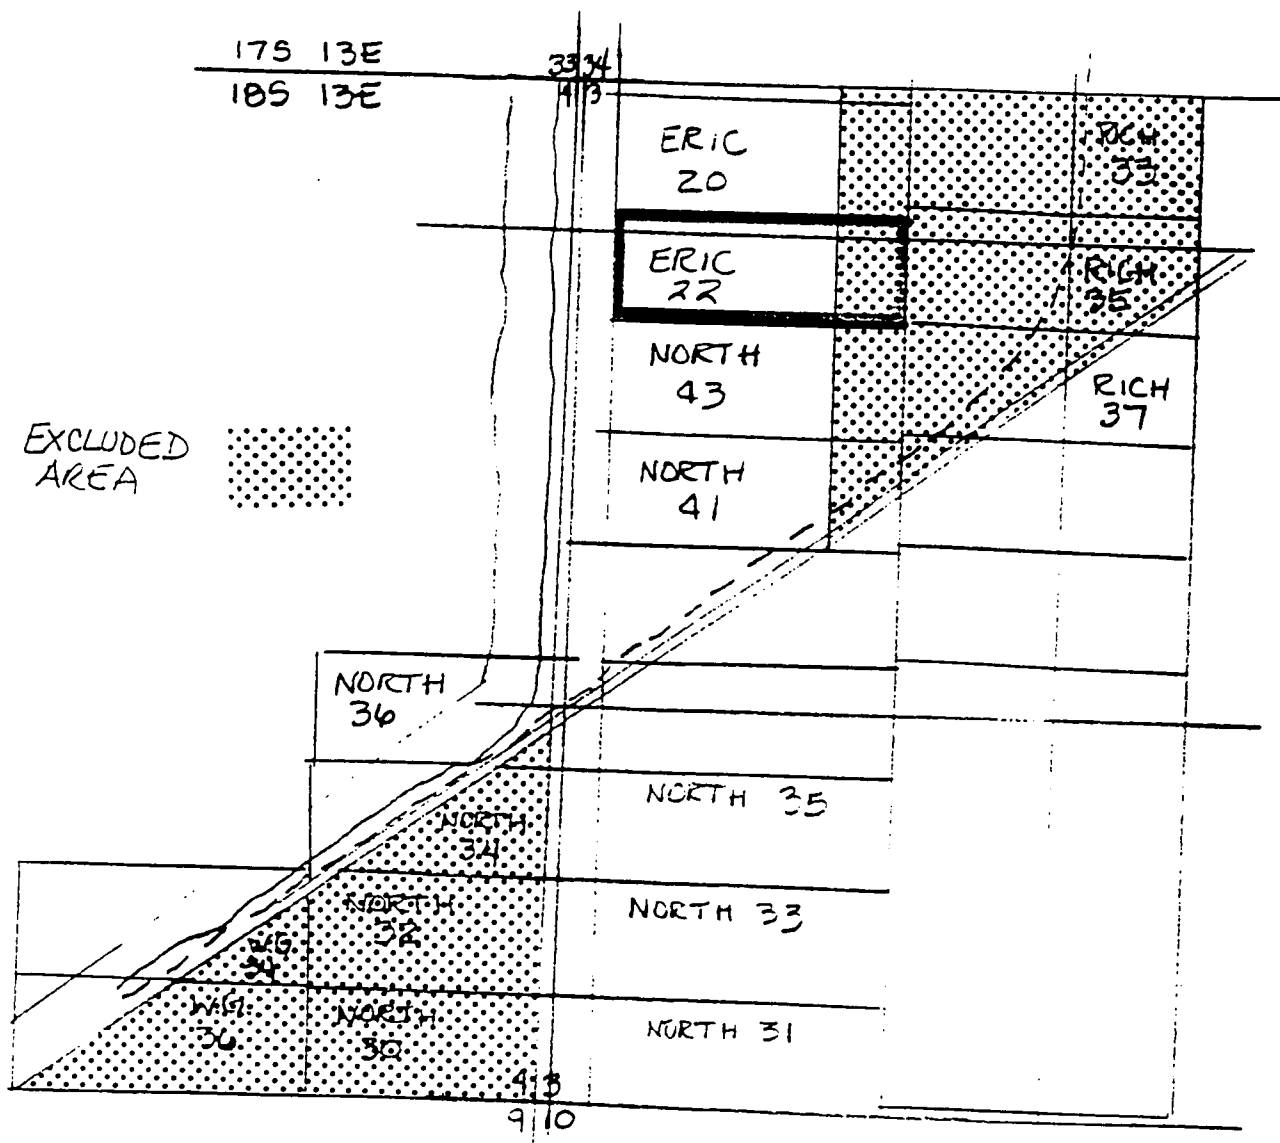 17S 13E
18S 13E
33 34
4 3
ERIC
20
RICH
33
ERIC
22
RICH
35
NORTH
43
RICH
37
EXCLUDED
AREA
NORTH
41
NORTH
36
NORTH 35
NORTH
34
NORTH
32
NORTH 33
W.G.
34
W.G.
36
NORTH
30
NORTH 31
4 3
9 10